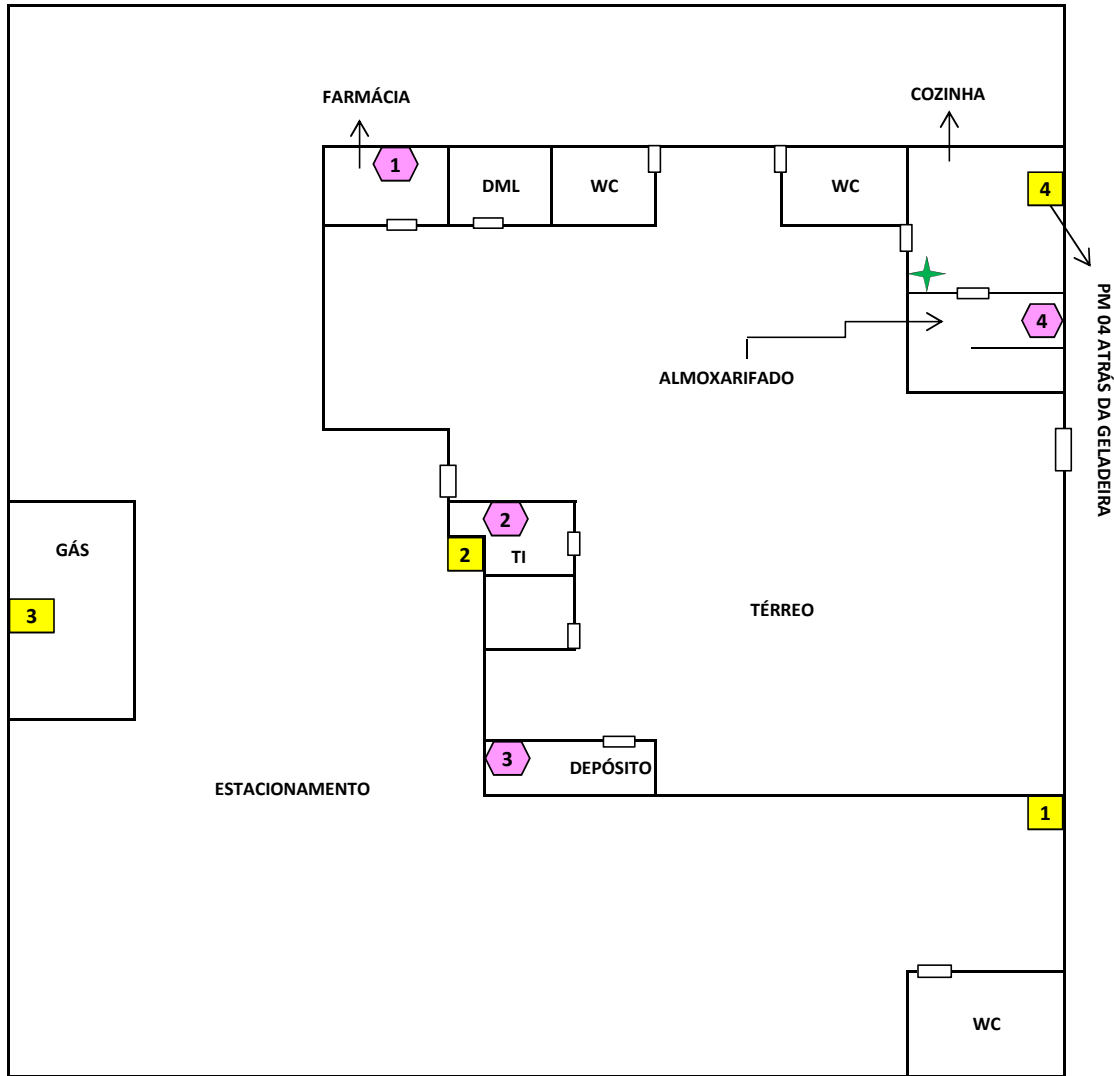 FARMÁCIA
COZINHA
1
DML
WC
WC
4
4
PM 04 ATRÁS DA GELADEIRA
ALMOXARIFADO
2
GÁS
2
TI
3
TÉRREO
3
DEPÓSITO
ESTACIONAMENTO
1
WC